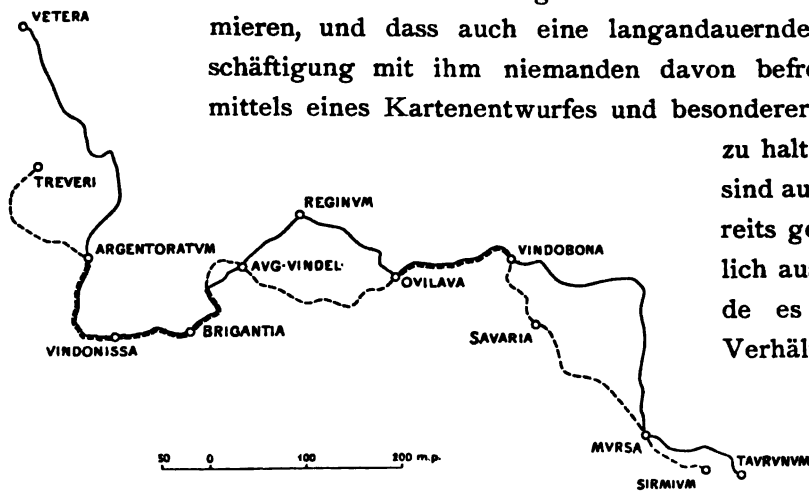 VETERA
mieren, und dass auch eine langandauernde
schäftigung mit ihm niemanden davon befre
mittels eines Kartenentwurfes und besonderer
zu halt
TREVERI
sind au
REGINVM
reits ge
ARGENTORATVM
VINDOBONA
AVG·VINDEL·
lich aus
OVILAVA
de es
BRIGANTIA
SAVARIA
VINDONISSA
Verhäl
MVRSA
50 0 100 200 m.p.
TAVRVNVM
SIRMIVM